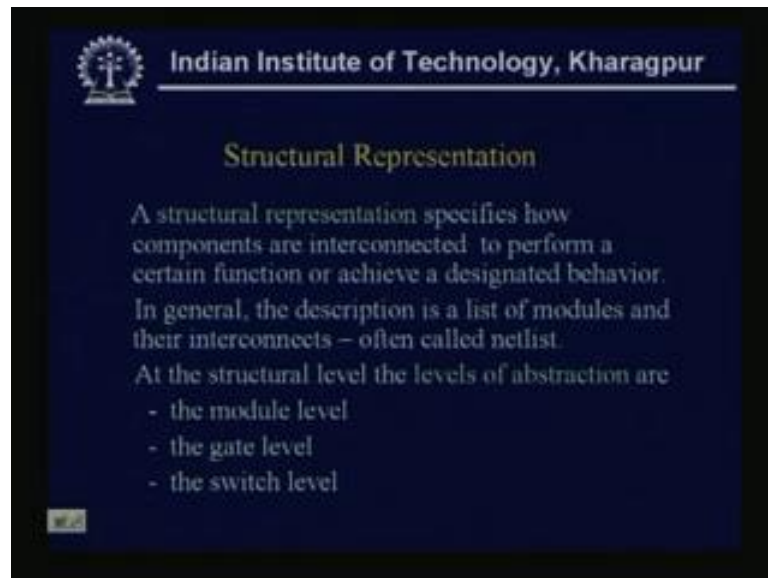 Indian Institute of Technology, Kharagpur
Structural Representation
A structural representation specifies how
components are interconnected to perform a
certain function or achieve a designated behavior.
In general, the description is a list of modules and
their interconnects – often called netlist.
At the structural level the levels of abstraction are
- the module level
- the gate level
- the switch level